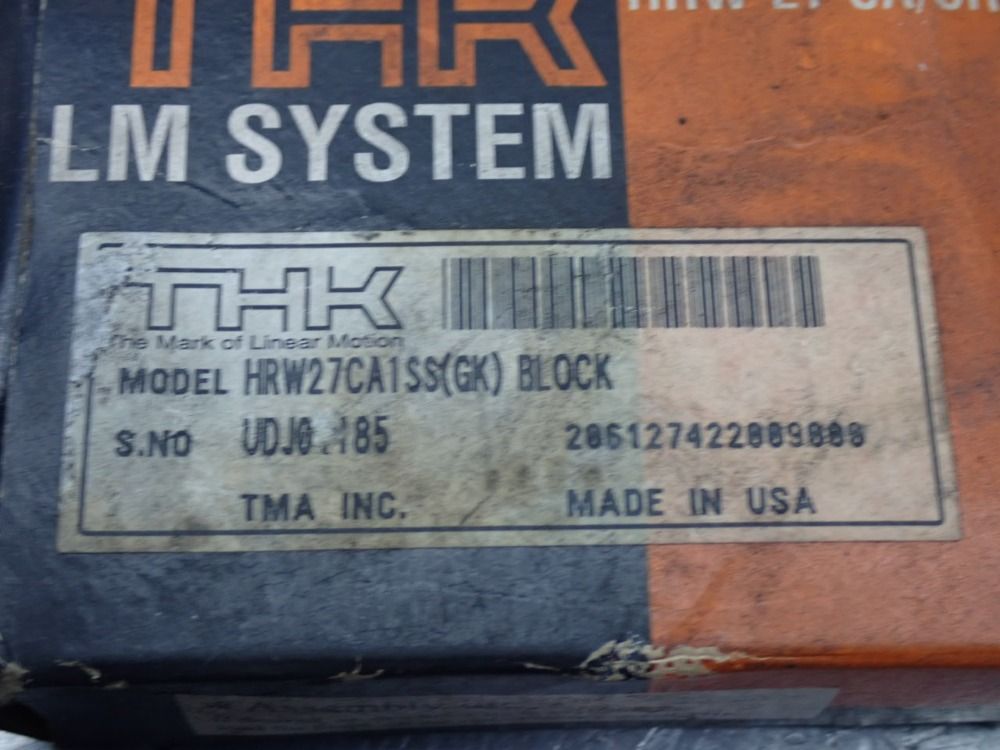 THK
LM SYSTEM
THK
The Mark of Linear Motion
MODEL HRW27CA1SS(GK) BLOCK
S.NO
TMA INC. MADE IN USA